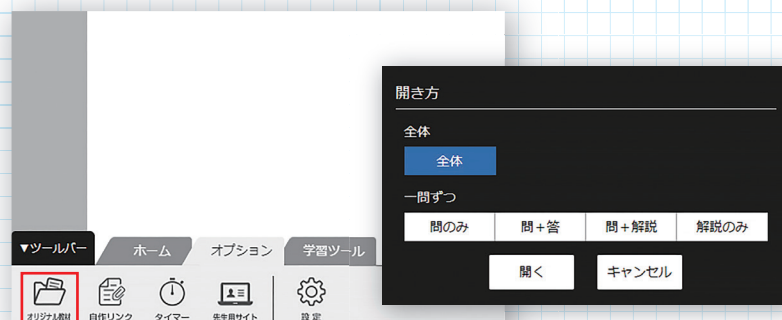 開き方
全体
全体
一問ずつ
問のみ 問+答 問+解説 解説のみ
開く キャンセル
▼ツールバー ホーム オプション 学習ツール
オリジナル教材 自作リンク タイマー 先生用サイト 設定